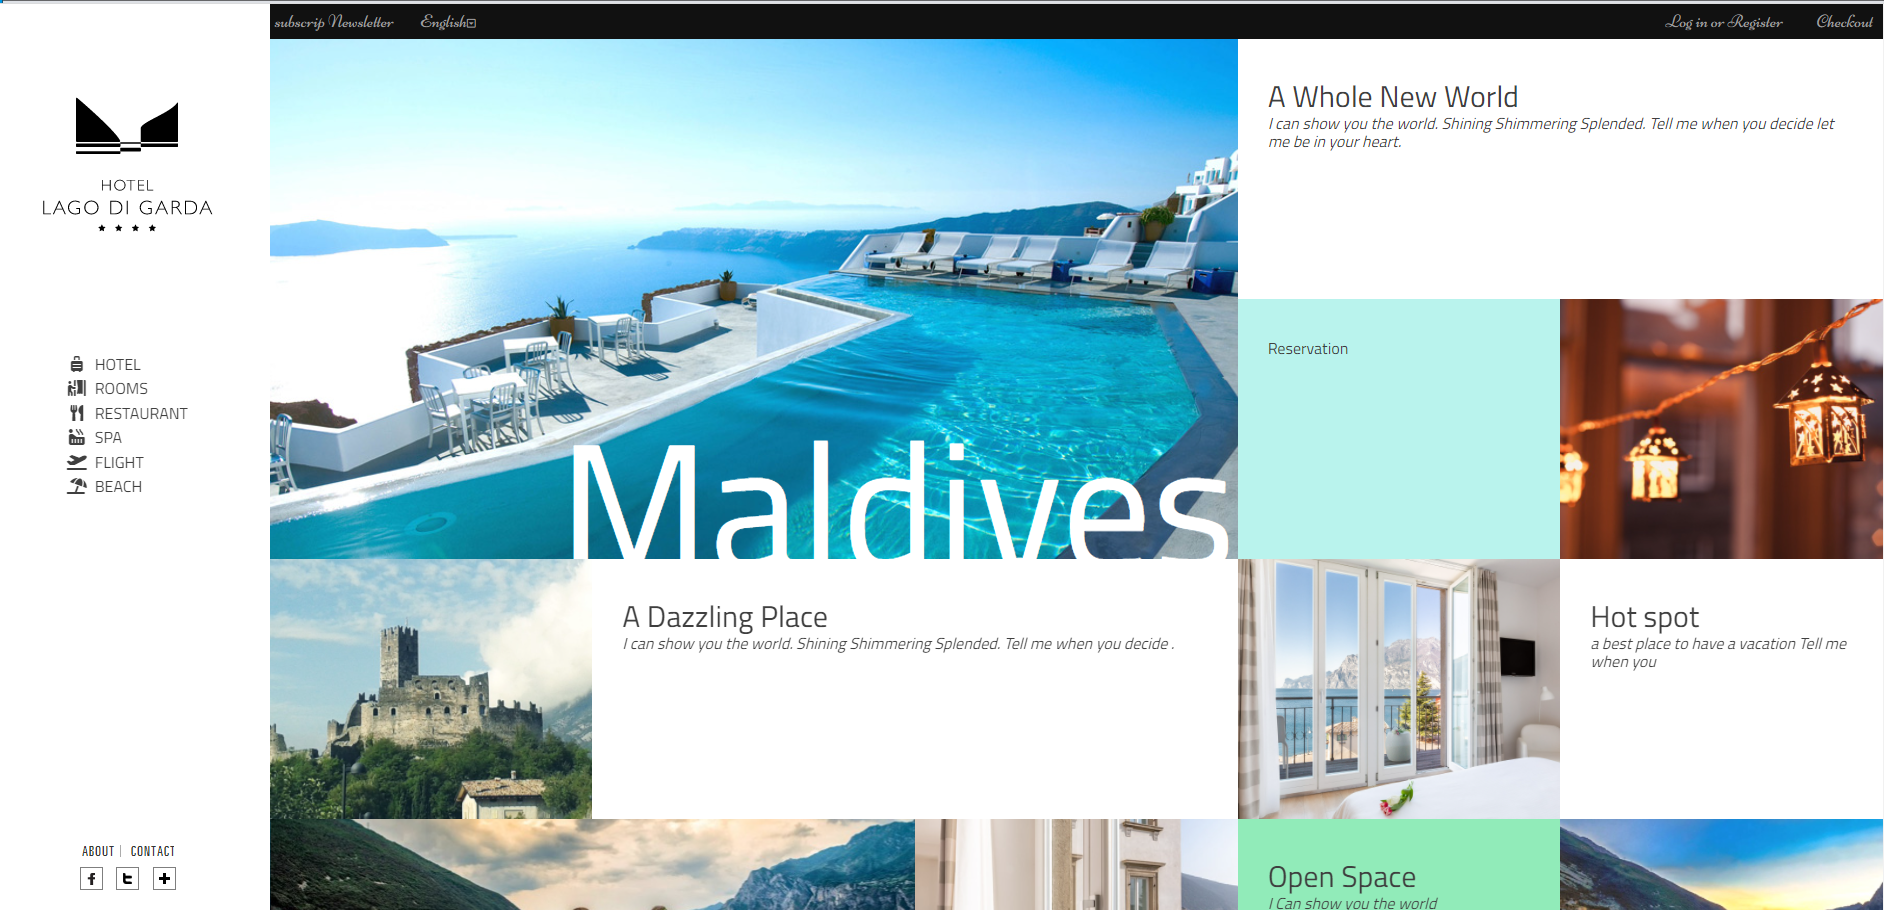 subscrip Newsletter
English
Log in or Register
Checkout
HOTEL
LAGO DI GARDA
HOTEL
ROOMS
RESTAURANT
SPA
FLIGHT
BEACH
ABOUT | CONTACT
Maldives
A Whole New World
I can show you the world. Shining Shimmering Splended. Tell me when you decide let
me be in your heart.
Reservation
A Dazzling Place
I can show you the world. Shining Shimmering Splended. Tell me when you decide .
Hot spot
a best place to have a vacation Tell me
when you
Open Space
I Can show you the world